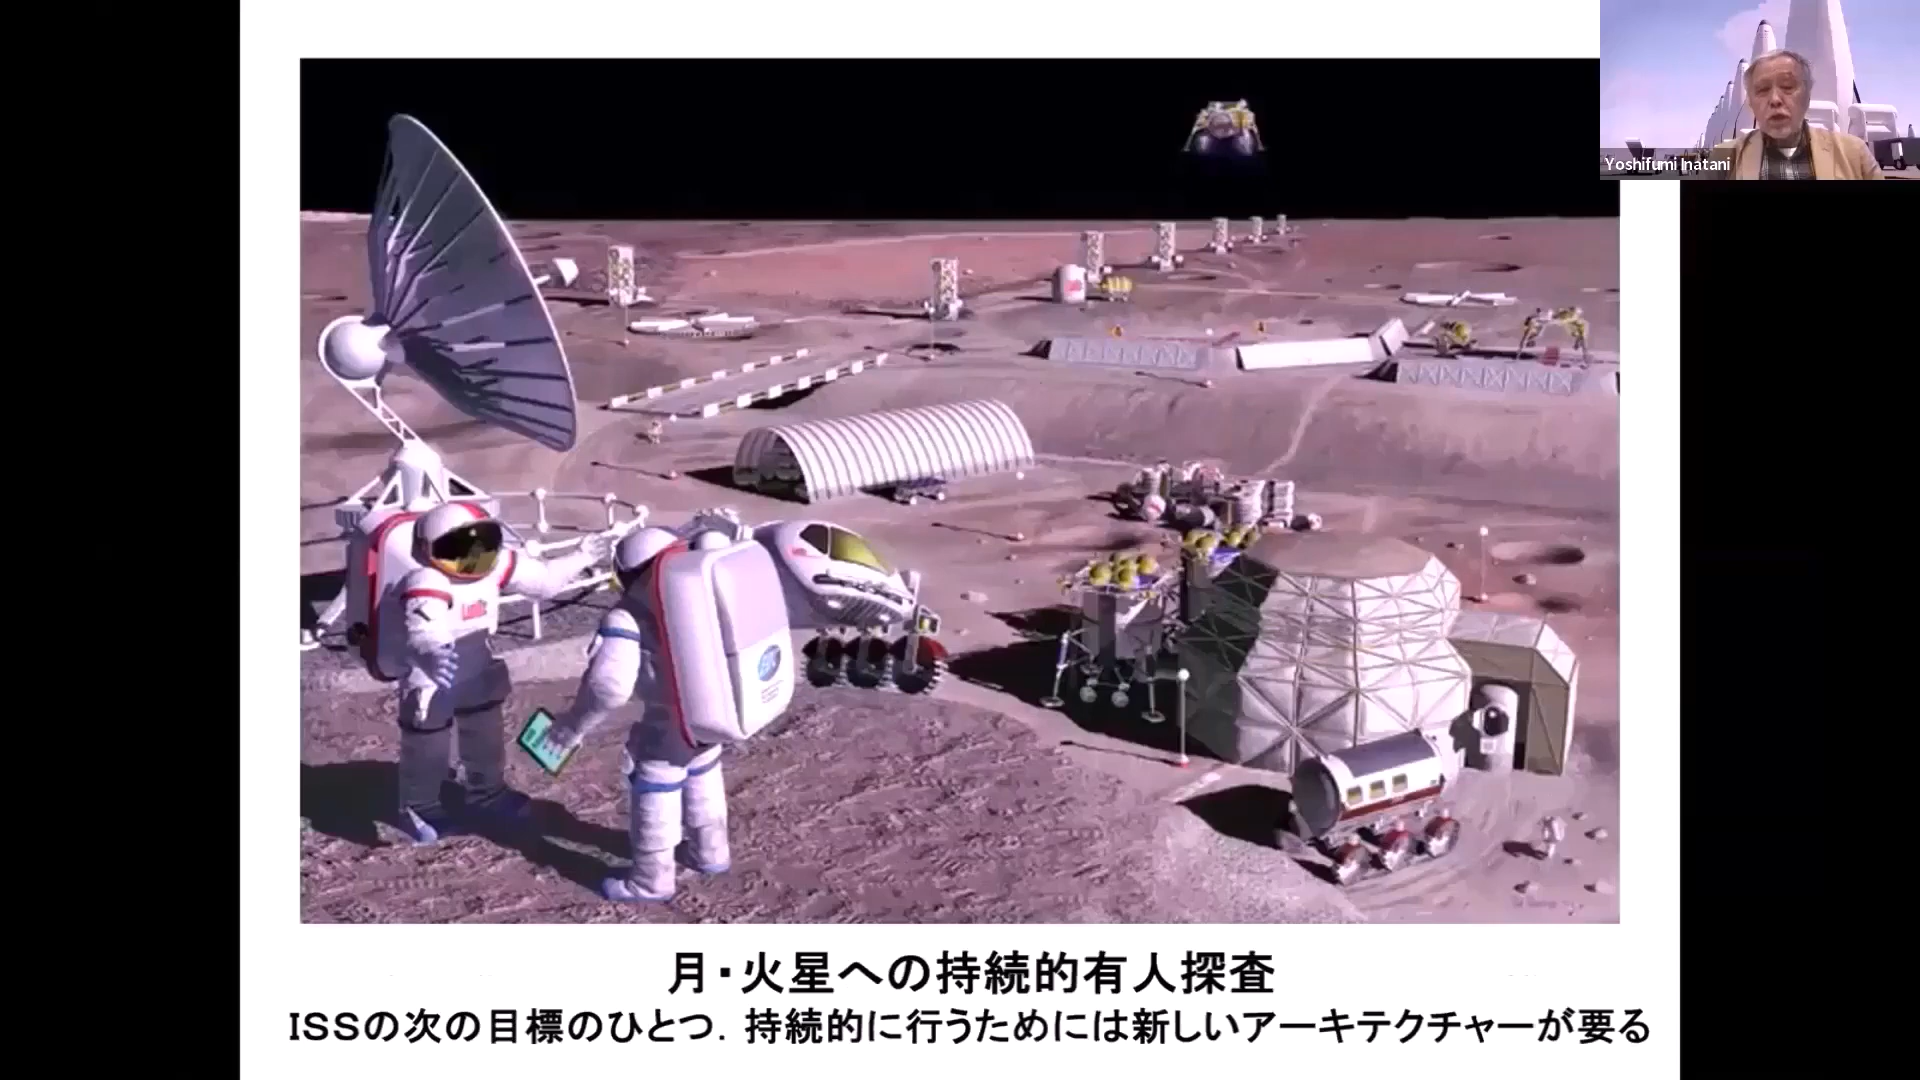 Yoshifumi Inatani
月・火星への持続的有人探査
ISSの次の目標のひとつ．持続的に行うためには新しいアーキテクチャーが要る